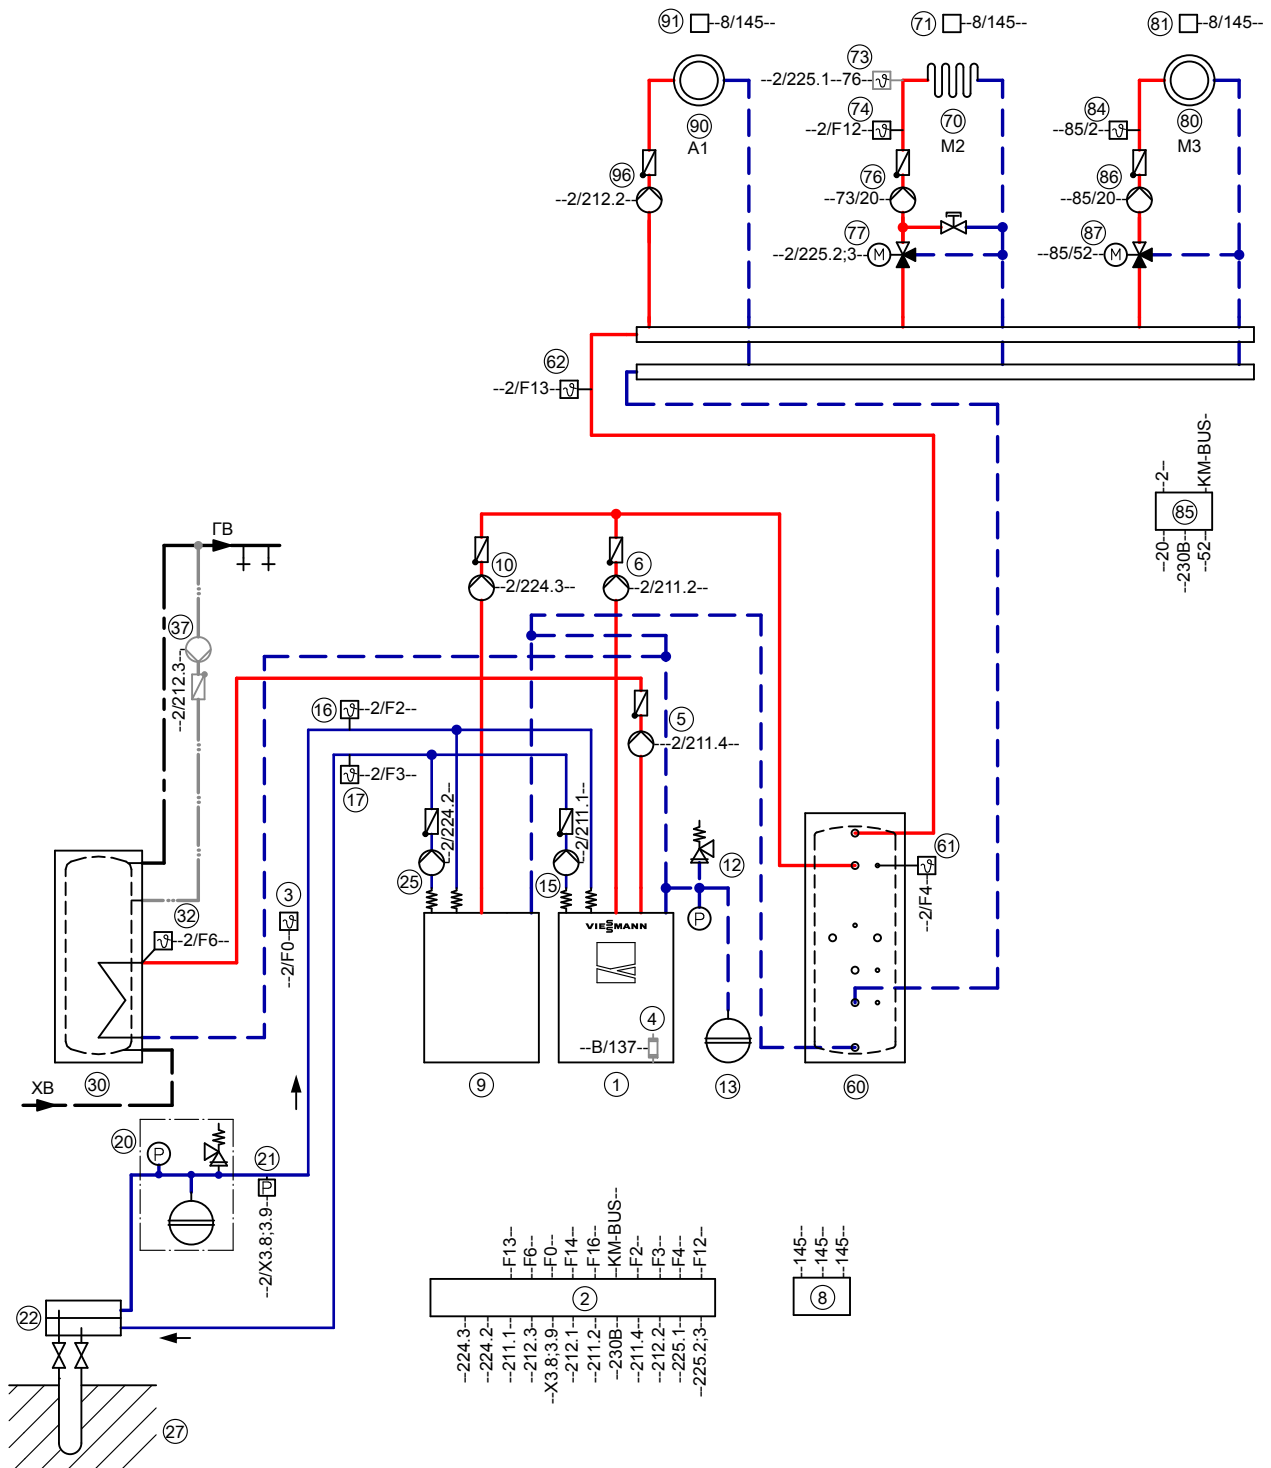 91 --8/145--
71 --8/145--
81 --8/145--
73
--2/225.1--76--
74
--2/F12--
84
--85/2--
90
A1
70
M2
80
M3
96
--2/212.2--
76
--73/20--
86
--85/20--
77
--2/225.2;3-- M
87
--85/52-- M
62
--2/F13--
--2--
KM-BUS-
85
--20--
--230B--
--52--
ГВ
10
--2/224.3--
6
--2/211.2--
37
--2/212.3--
16
--2/F2--
5
---2/211.4--
--2/F3--
17
--2/224.2--
--2/211.1--
25
15
12
61
--2/F4--
3
--2/F0--
32
--2/F6--
VIESSMANN
P
4
--B/137--
ХВ
30
9
1
13
60
20
P
21
P
--2/X3.8;3.9--
--F13--
--F6--
--F0--
--F14--
--F16--
--KM-BUS--
--F2--
--F3--
--F4--
--F12--
2
--224.3--
--224.2--
--211.1--
--212.3--
--X3.8;3.9--
--212.1--
--211.2--
--230B--
--211.4--
--212.2--
--225.1--
--225.2;3--
--145--
--145--
--145--
8
22
27